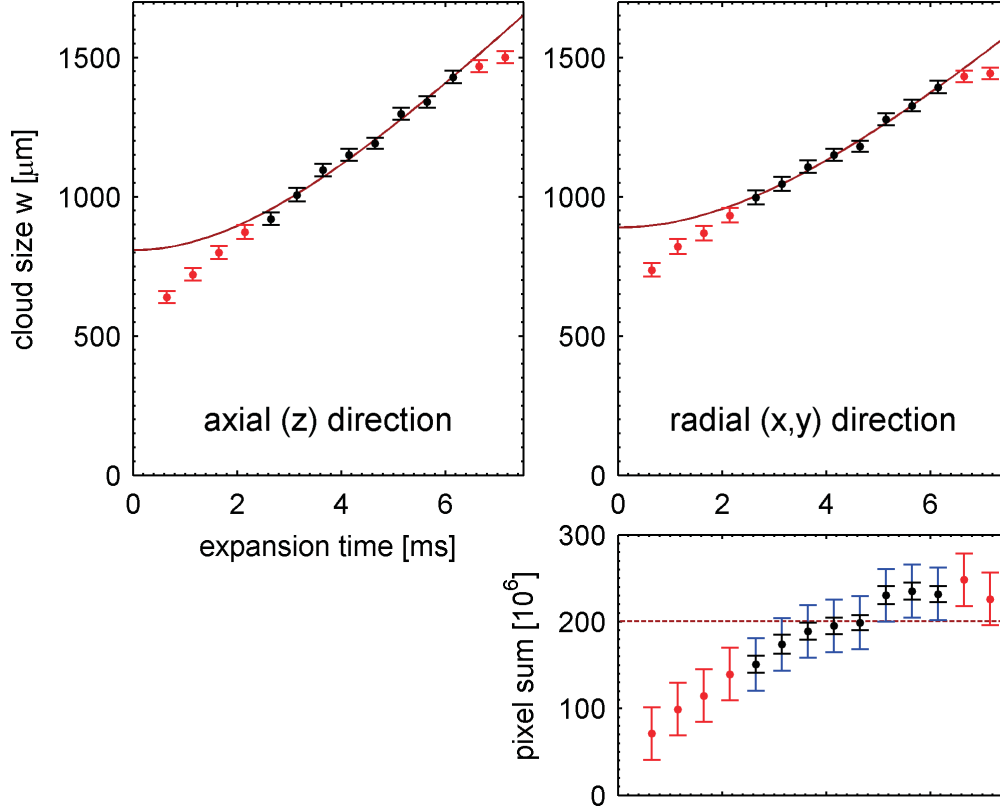 1500
1000
500
0
cloud size w [μm]
axial (z) direction
0 2 4 6
expansion time [ms]
1500
1000
500
0
radial (x,y) direction
0 2 4 6
300
200
100
0
pixel sum [10^6]